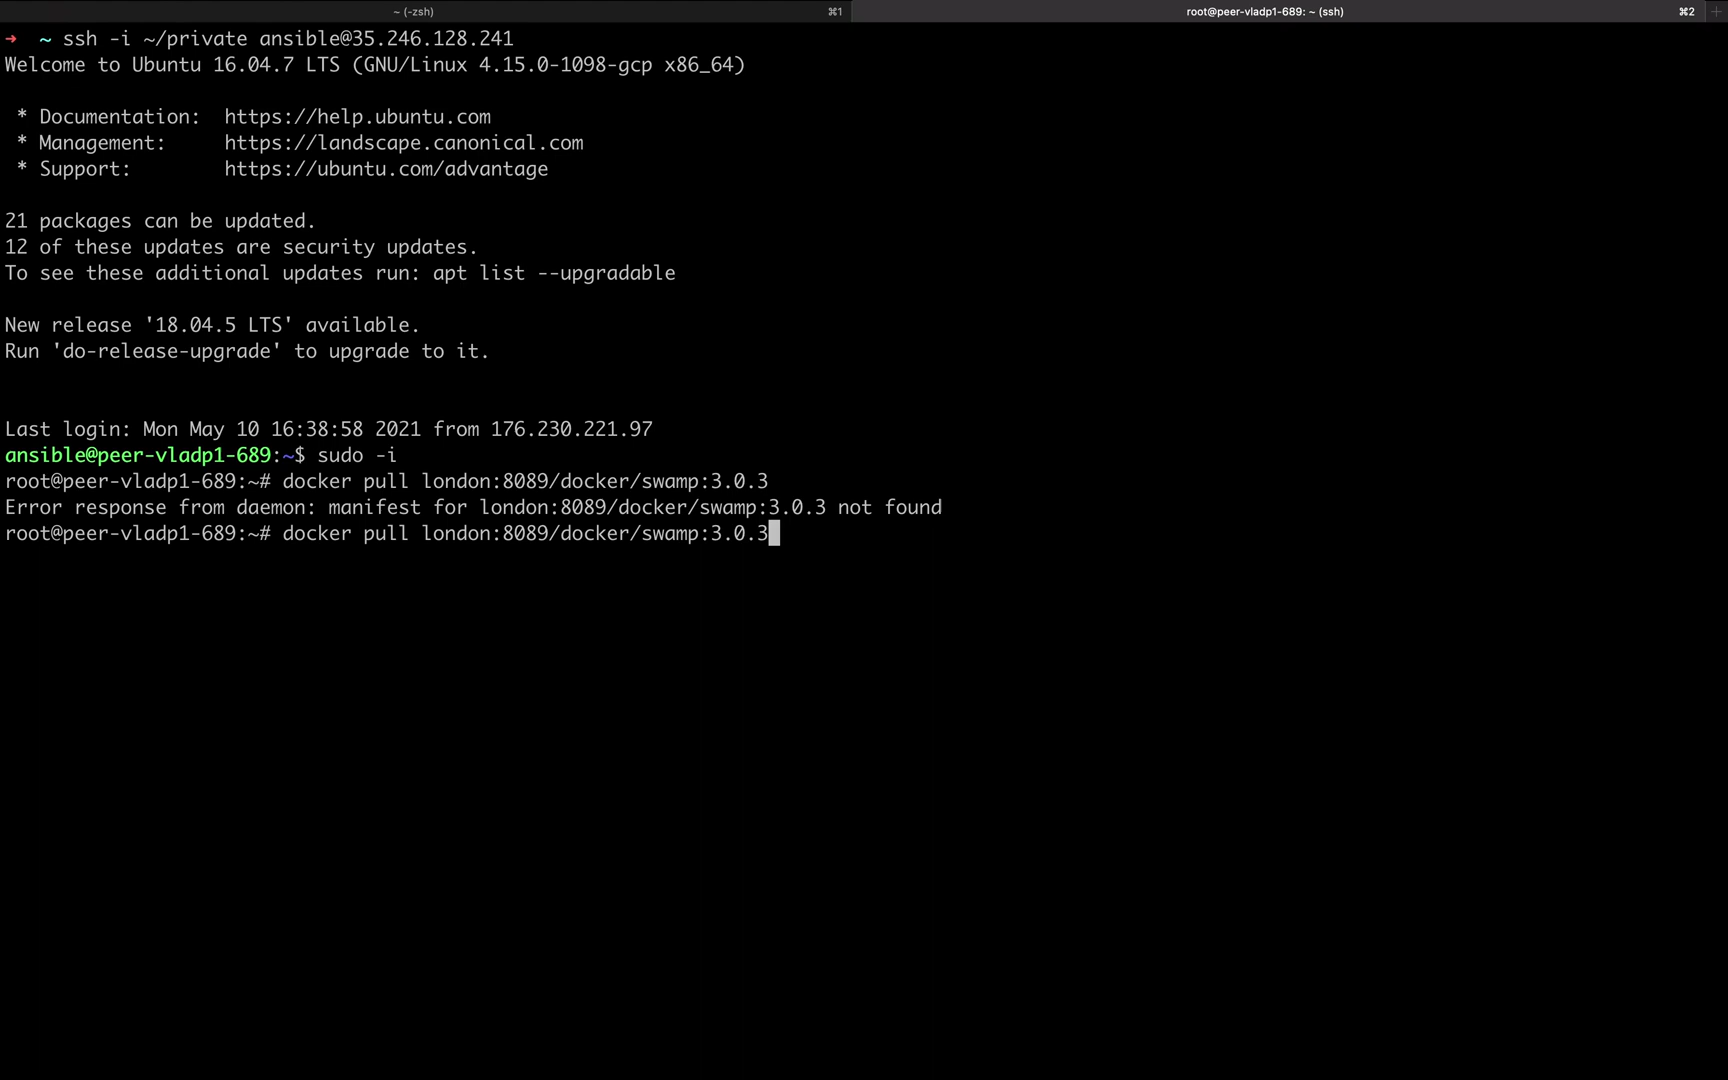 ~ (-zsh) ⌘1 root@peer-vladp1-689: ~ (ssh) ⌘2 +
➜ ~ ssh -i ~/private ansible@35.246.128.241
Welcome to Ubuntu 16.04.7 LTS (GNU/Linux 4.15.0-1098-gcp x86_64)
* Documentation: https://help.ubuntu.com
* Management: https://landscape.canonical.com
* Support: https://ubuntu.com/advantage
21 packages can be updated.
12 of these updates are security updates.
To see these additional updates run: apt list --upgradable
New release '18.04.5 LTS' available.
Run 'do-release-upgrade' to upgrade to it.
Last login: Mon May 10 16:38:58 2021 from 176.230.221.97
ansible@peer-vladp1-689:~$ sudo -i
root@peer-vladp1-689:~# docker pull london:8089/docker/swamp:3.0.3
Error response from daemon: manifest for london:8089/docker/swamp:3.0.3 not found
root@peer-vladp1-689:~# docker pull london:8089/docker/swamp:3.0.3